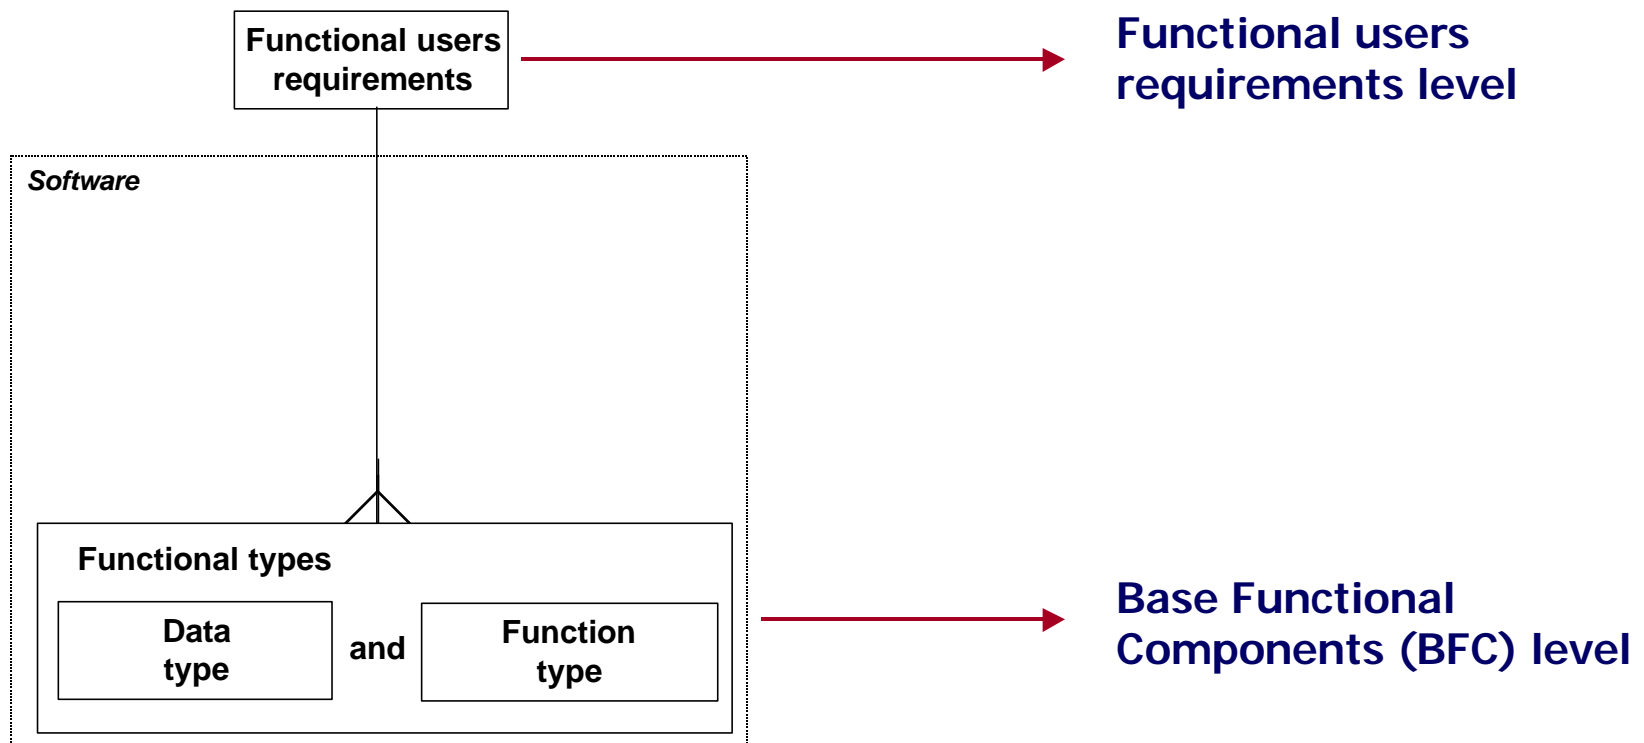 Functional users
requirements
Functional users
requirements level
Software
Functional types
Data
type
and
Function
type
Base Functional
Components (BFC) level